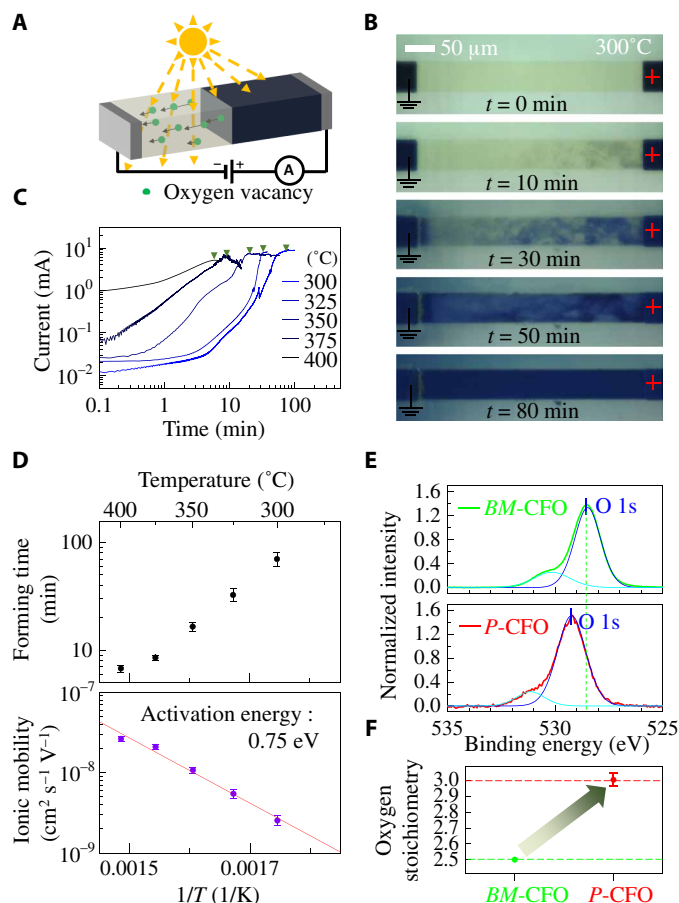 A
− +
A
Oxygen vacancy
B
50 µm
300˚C
+
t = 0 min
+
t = 10 min
+
t = 30 min
+
t = 50 min
+
t = 80 min
C
Current (mA)
10¹
10⁰
10⁻¹
10⁻²
0.1 1 10 100
Time (min)
(˚C)
300
325
350
375
400
D
Temperature (˚C)
400 350 300
Forming time
(min)
100
10
Ionic mobility
(cm² s⁻¹ V⁻¹)
10⁻⁷
10⁻⁸
10⁻⁹
Activation energy :
0.75 eV
0.0015 0.0017
1/T (1/K)
E
Normalized intensity
1.6
1.2
0.8
0.4
0.0
BM-CFO
O 1s
1.6
1.2
0.8
0.4
0.0
P-CFO
O 1s
535 530 525
Binding energy (eV)
F
Oxygen
stoichiometry
3.0
2.9
2.8
2.7
2.6
2.5
BM-CFO P-CFO